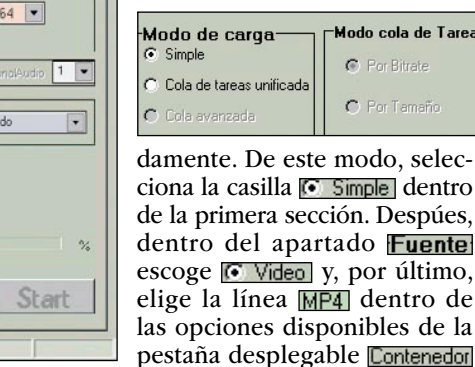 64
1
do
%
Start
Modo de carga
Simple
Cola de tareas unificada
Cola avanzada
Modo cola de Tarea
Por Bitrate
Por Tamaño
damente. De este modo, selec-
ciona la casilla Simple dentro
de la primera sección. Despúes,
dentro del apartado Fuente
escoge Video y, por último,
elige la línea MP4 dentro de
las opciones disponibles de la
pestaña desplegable Contenedor